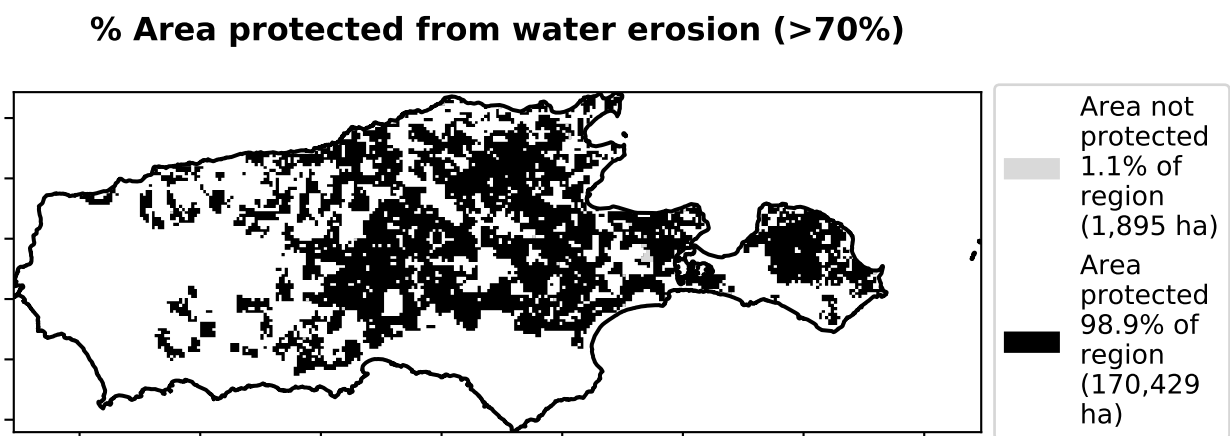 % Area protected from water erosion (>70%)
Area not
protected
1.1% of
region
(1,895 ha)
Area
protected
98.9% of
region
(170,429
ha)